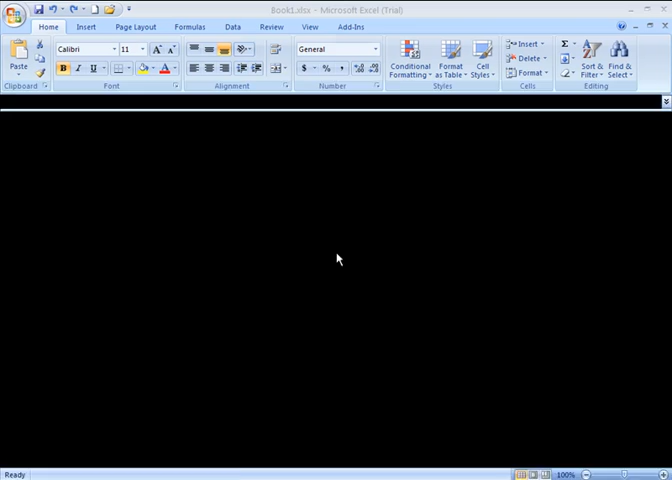 Book1.xlsx - Microsoft Excel (Trial)
Home Insert Page Layout Formulas Data Review View Add-Ins
Calibri 11 General
Paste
B I U
$ % ,
Conditional Formatting
Format as Table
Cell Styles
Insert
Delete
Format
Σ
Sort & Filter
Find & Select
Clipboard Font Alignment Number Styles Cells Editing
Ready 100%